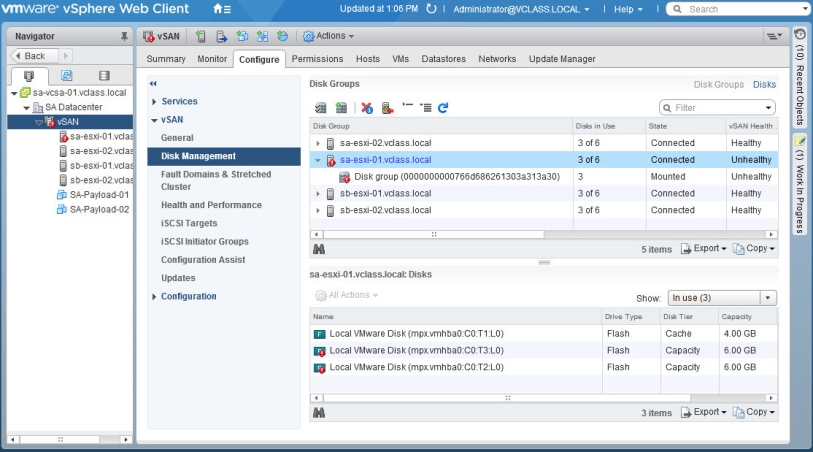 vmware® vSphere Web Client
Updated at 1:06 PM | Administrator@VCLASS.LOCAL | Help | Search
Navigator
Back
sa-vcsa-01.vclass.local
SA Datacenter
vSAN
sa-esxi-01.vclas
sa-esxi-02.vclas
sb-esxi-01.vclas
sb-esxi-02.vclas
SA-Payload-01
SA-Payload-02
vSAN | Actions
Summary Monitor Configure Permissions Hosts VMs Datastores Networks Update Manager
Services
vSAN
General
Disk Management
Fault Domains & Stretched
Cluster
Health and Performance
iSCSI Targets
iSCSI Initiator Groups
Configuration Assist
Updates
Configuration
Disk Groups
Disk Groups Disks
Filter
Disk Group Disks in Use State vSAN Health
sa-esxi-02.vclass.local 3 of 6 Connected Healthy
sa-esxi-01.vclass.local 3 of 6 Connected Unhealthy
Disk group (0000000000766d686261303a313a30) 3 Mounted Unhealthy
sb-esxi-01.vclass.local 3 of 6 Connected Healthy
sb-esxi-02.vclass.local 3 of 6 Connected Healthy
5 items Export Copy
sa-esxi-01.vclass.local: Disks
All Actions
Show: In use (3)
Name Drive Type Disk Tier Capacity
Local VMware Disk (mpx.vmhba0:C0:T1:L0) Flash Cache 4.00 GB
Local VMware Disk (mpx.vmhba0:C0:T3:L0) Flash Capacity 6.00 GB
Local VMware Disk (mpx.vmhba0:C0:T2:L0) Flash Capacity 6.00 GB
3 items Export Copy
(10) Recent Objects
(1) Work In Progress